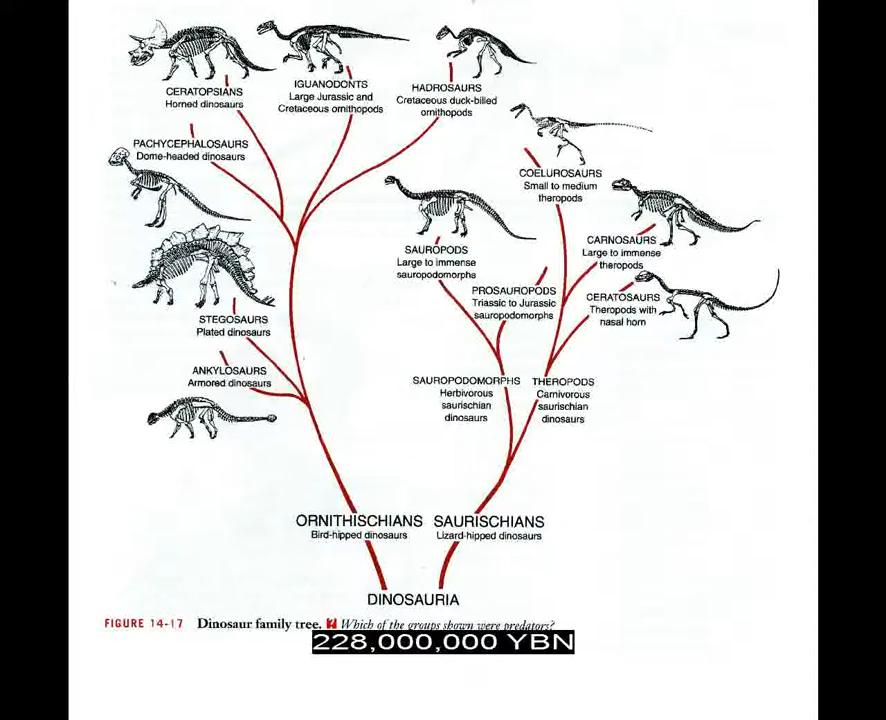 CERATOPSIANS
Horned dinosaurs
IGUANODONTS
Large Jurassic and
Cretaceous ornithopods
HADROSAURS
Cretaceous duck-billed
ornithopods
PACHYCEPHALOSAURS
Dome-headed dinosaurs
COELUROSAURS
Small to medium
theropods
SAUROPODS
Large to immense
sauropodomorphs
CARNOSAURS
Large to immense
theropods
PROSAUROPODS
Triassic to Jurassic
sauropodomorphs
CERATOSAURS
Theropods with
nasal horn
STEGOSAURS
Plated dinosaurs
ANKYLOSAURS
Armored dinosaurs
SAUROPODOMORPHS
Herbivorous
saurischian
dinosaurs
THEROPODS
Carnivorous
saurischian
dinosaurs
ORNITHISCHIANS
Bird-hipped dinosaurs
SAURISCHIANS
Lizard-hipped dinosaurs
DINOSAURIA
FIGURE 14-17 Dinosaur family tree. Which of the groups shown were predators?
228,000,000 YBN